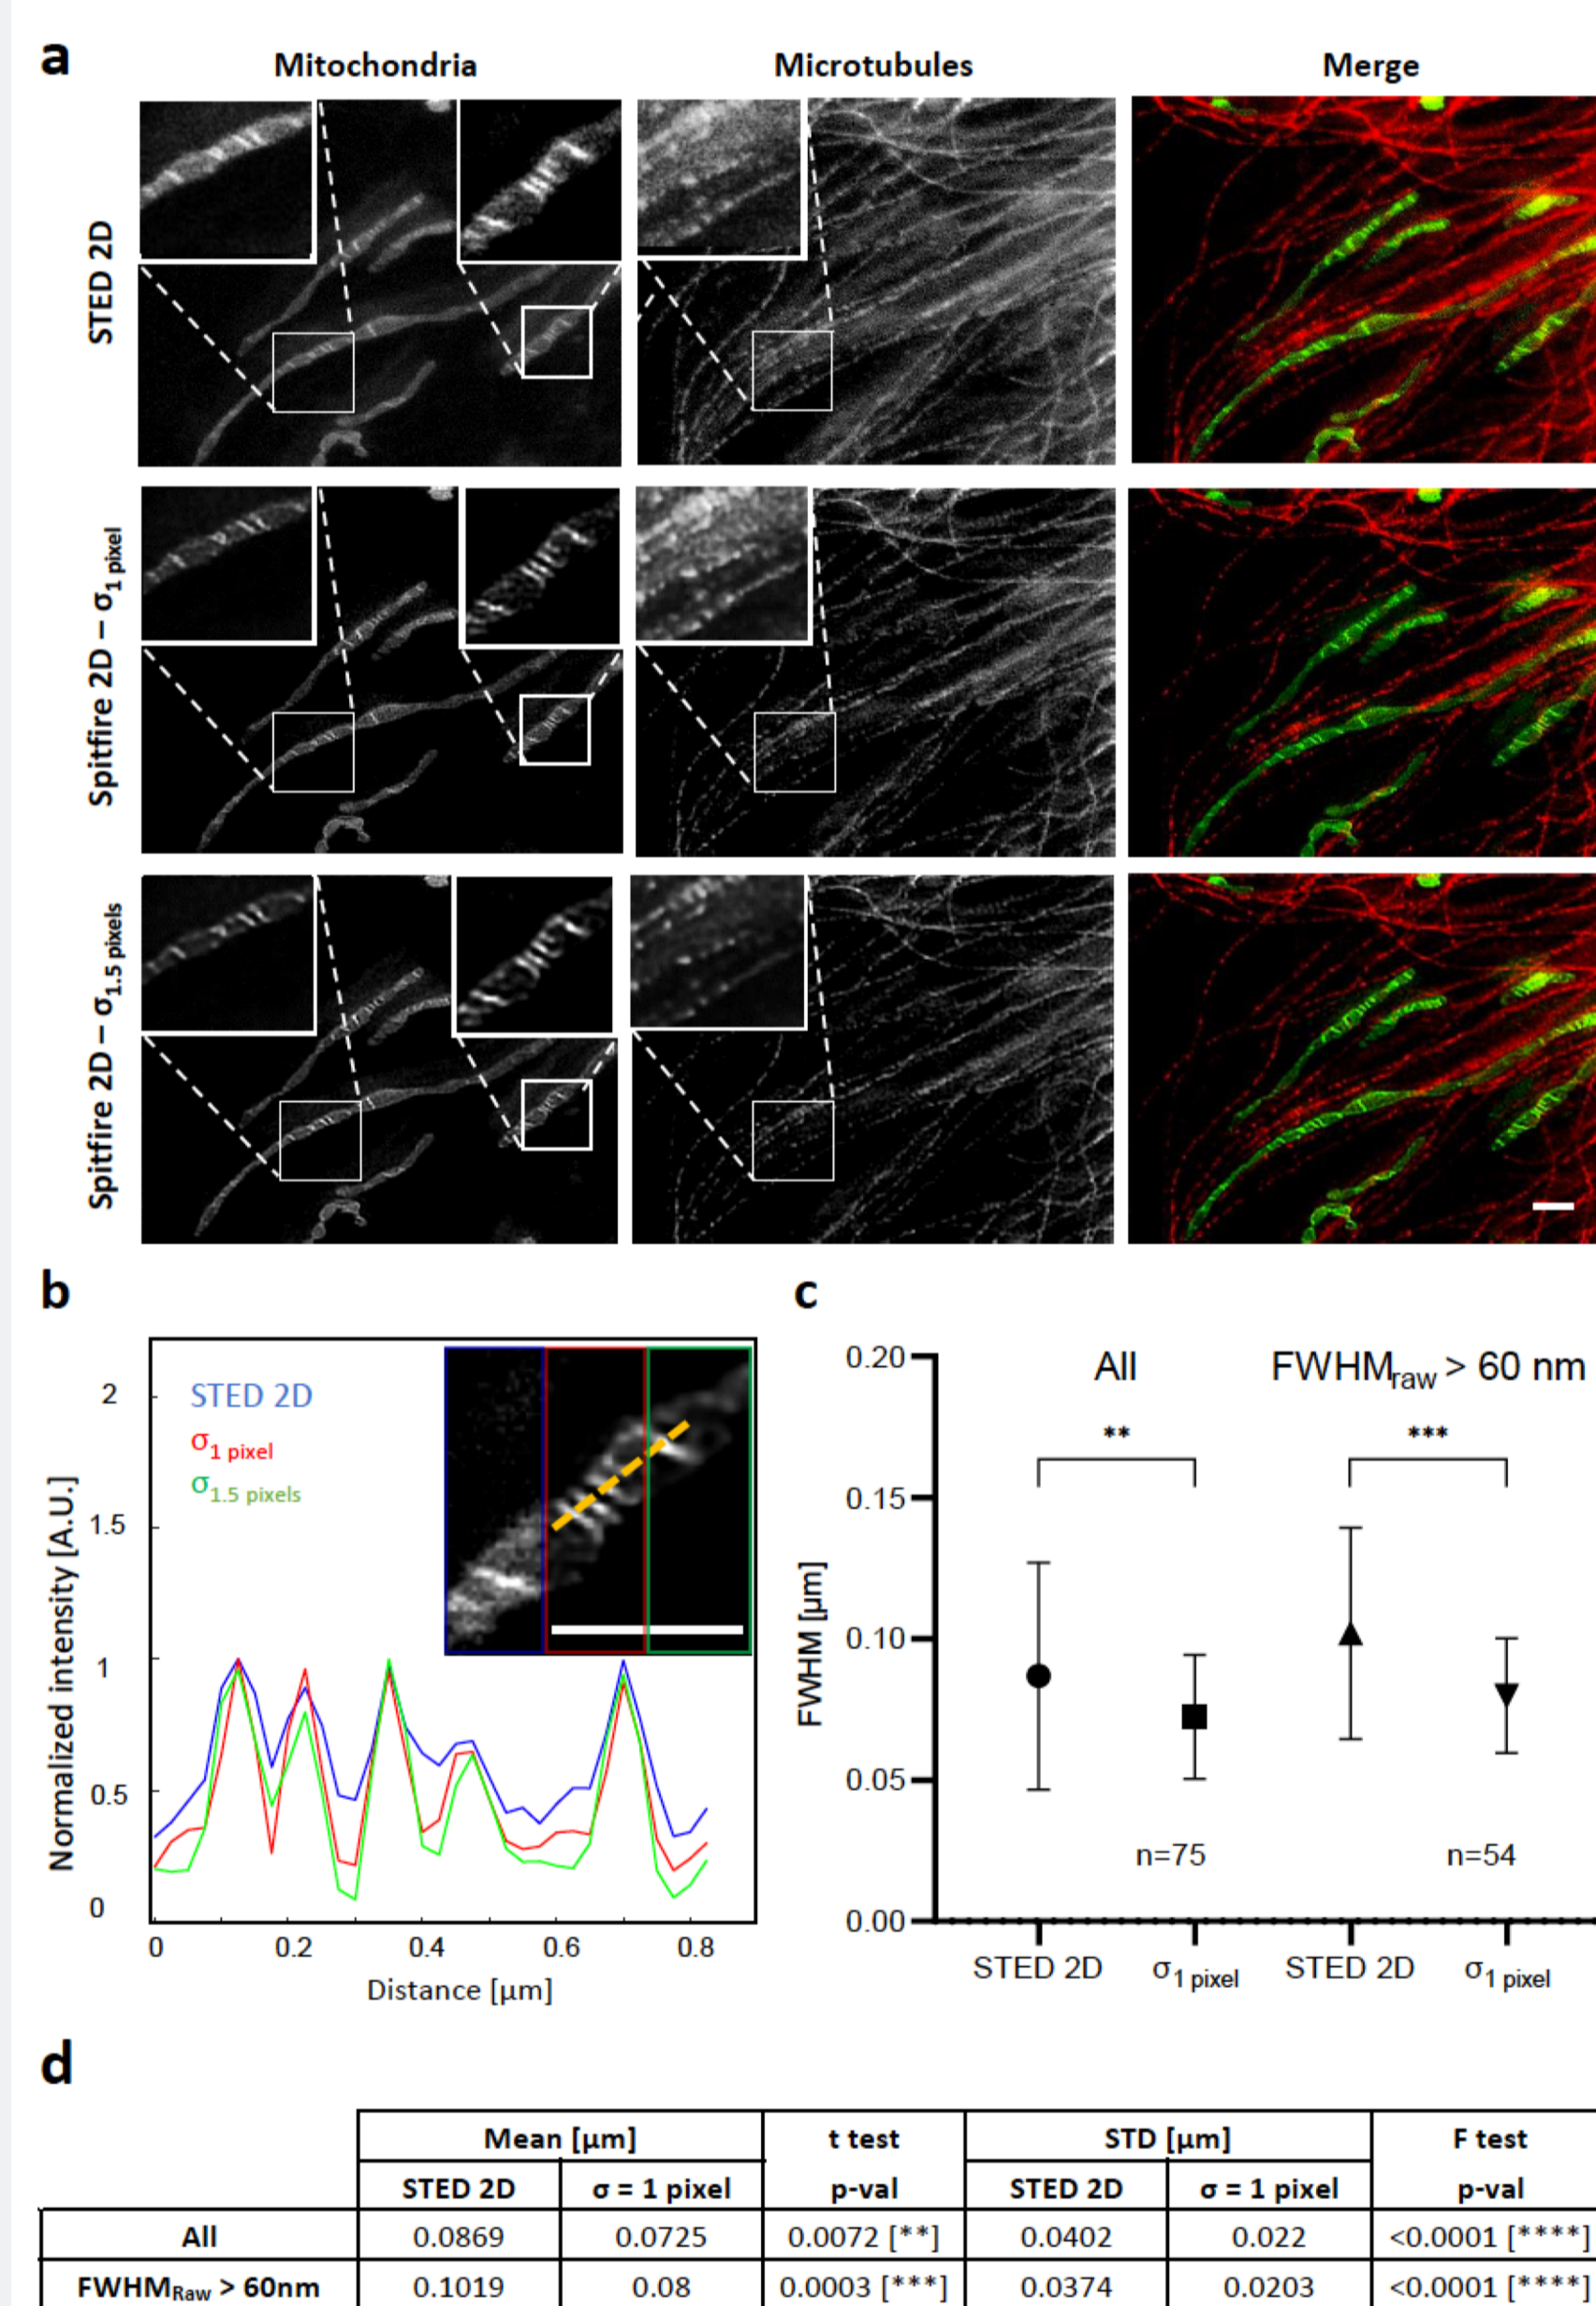 a
Mitochondria
Microtubules
Merge
STED 2D
Spitfire 2D – σ1 pixel
Spitfire 2D – σ1.5 pixels
b
STED 2D
σ1 pixel
σ1.5 pixels
Normalized intensity [A.U.]
2
1.5
1
0.5
0
0 0.2 0.4 0.6 0.8
Distance [µm]
c
All
FWHMraw > 60 nm
**
***
FWHM [µm]
0.20
0.15
0.10
0.05
0.00
n=75
n=54
STED 2D σ1 pixel STED 2D σ1 pixel
d
Mean [µm] t test STD [µm] F test
STED 2D σ = 1 pixel p-val STED 2D σ = 1 pixel p-val
All 0.0869 0.0725 0.0072 [**] 0.0402 0.022 <0.0001 [****]
FWHMRaw > 60nm 0.1019 0.08 0.0003 [***] 0.0374 0.0203 <0.0001 [****]